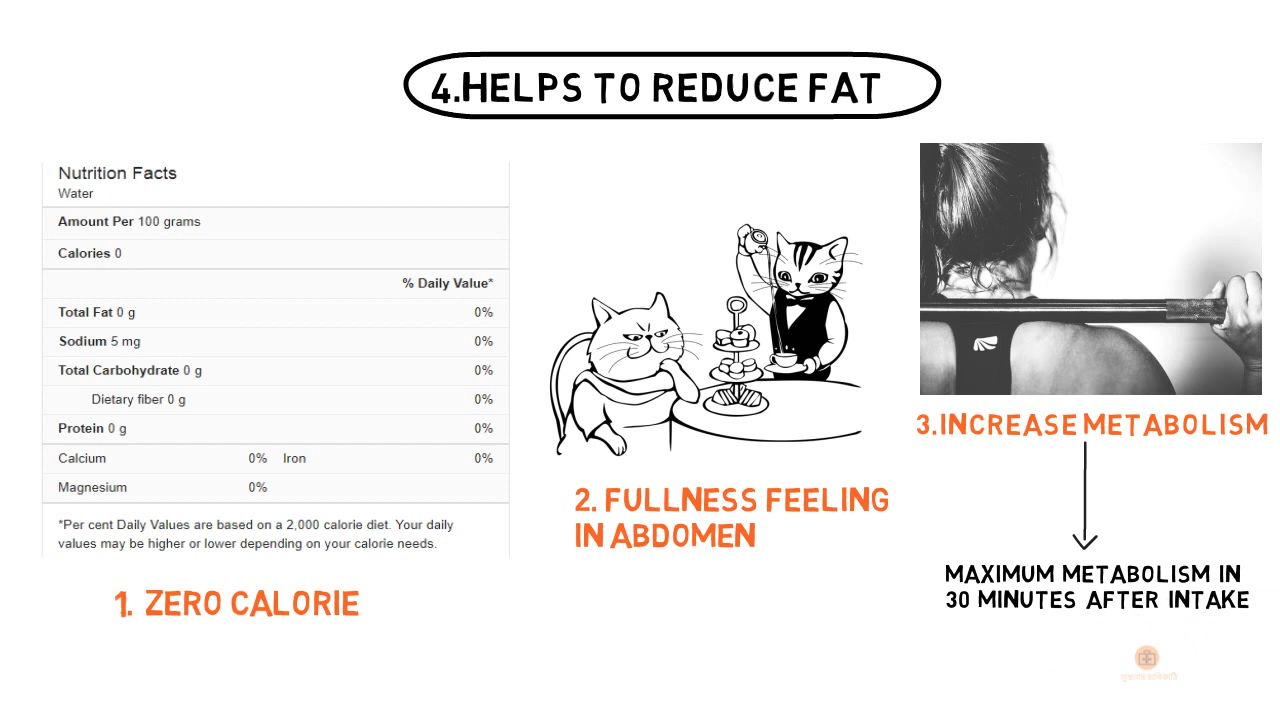 4.HELPS TO REDUCE FAT
Nutrition Facts
Water
Amount Per 100 grams
Calories 0
% Daily Value*
Total Fat 0 g 0%
Sodium 5 mg 0%
Total Carbohydrate 0 g 0%
Dietary fiber 0 g 0%
Protein 0 g 0%
Calcium 0% Iron 0%
Magnesium 0%
*Per cent Daily Values are based on a 2,000 calorie diet. Your daily
values may be higher or lower depending on your calorie needs.
1. ZERO CALORIE
2. FULLNESS FEELING
IN ABDOMEN
3.INCREASE METABOLISM
MAXIMUM METABOLISM IN
30 MINUTES AFTER INTAKE